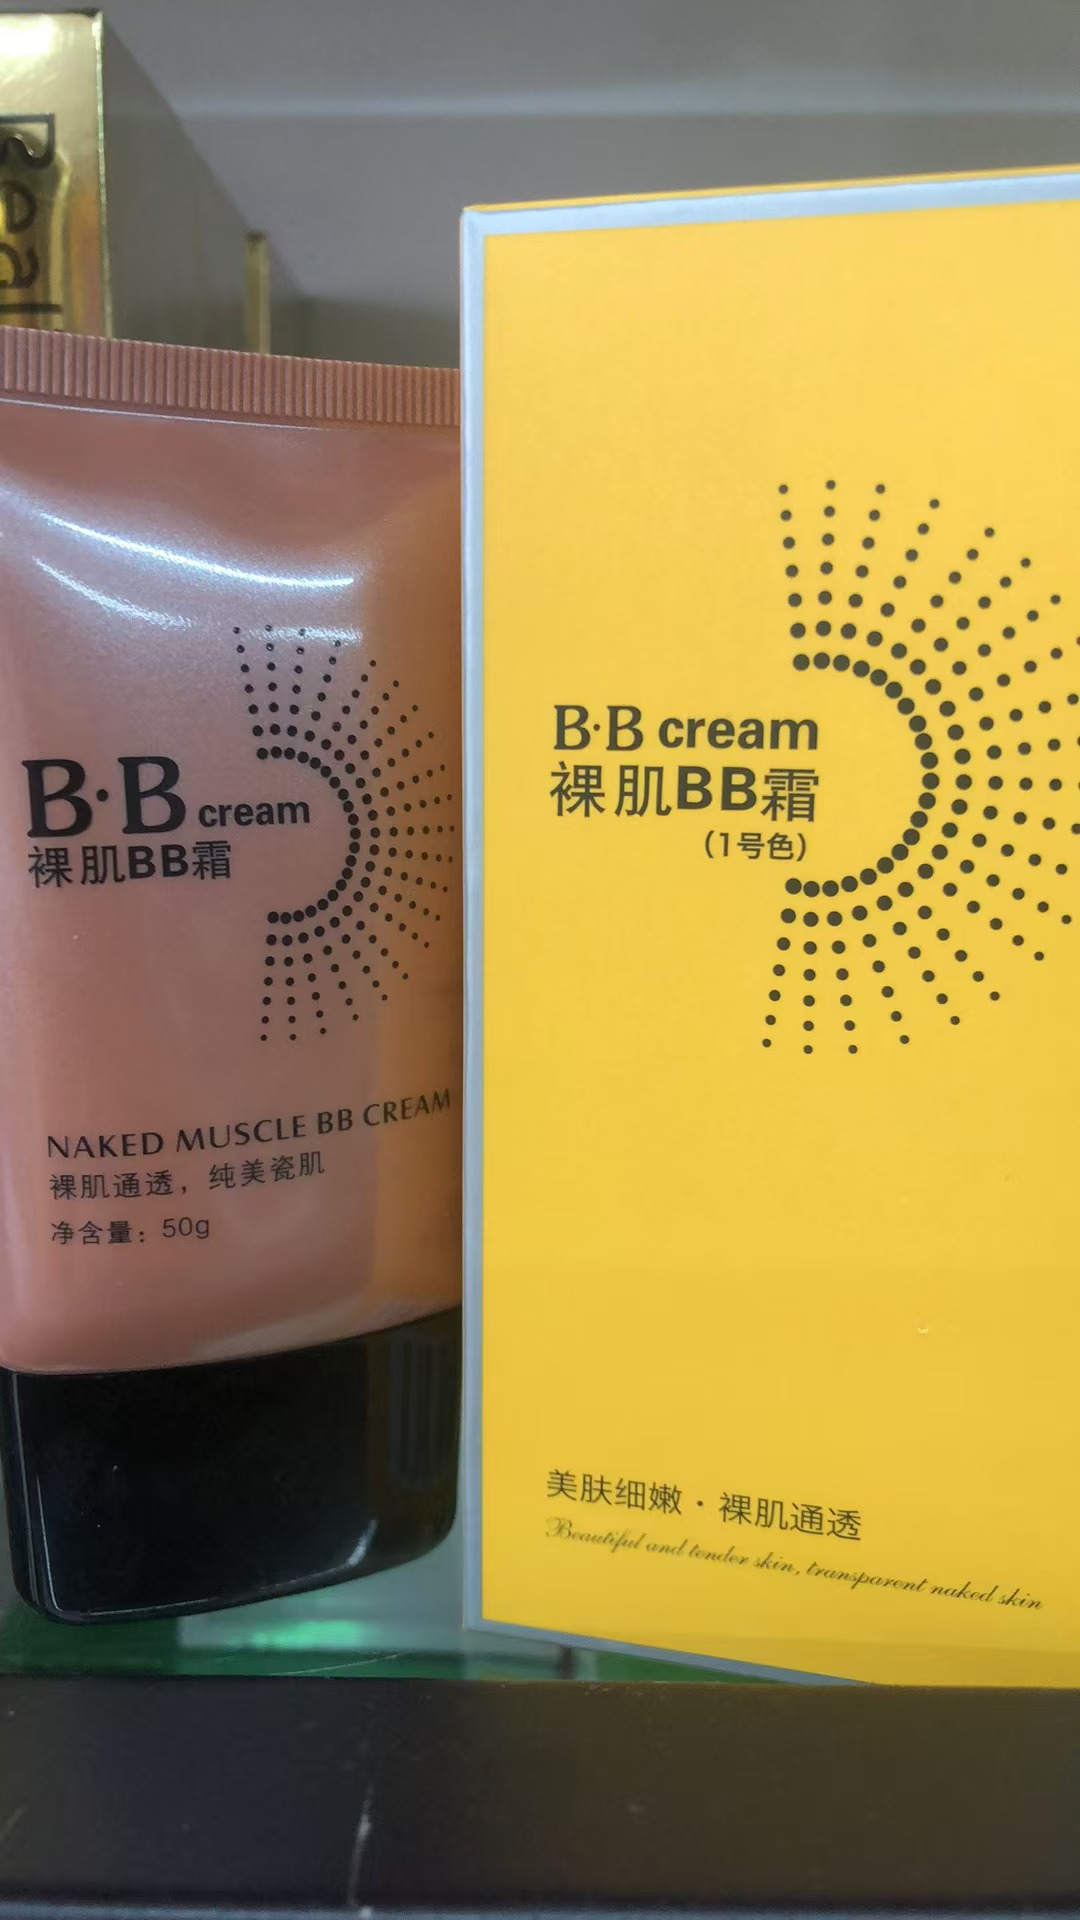 B·B cream
裸肌BB霜
NAKED MUSCLE BB CREAM
裸肌通透，纯美瓷肌
净含量：50g
B·B cream
裸肌BB霜
(1号色)
美肤细嫩·裸肌通透
Beautiful and tender skin, transparent naked skin